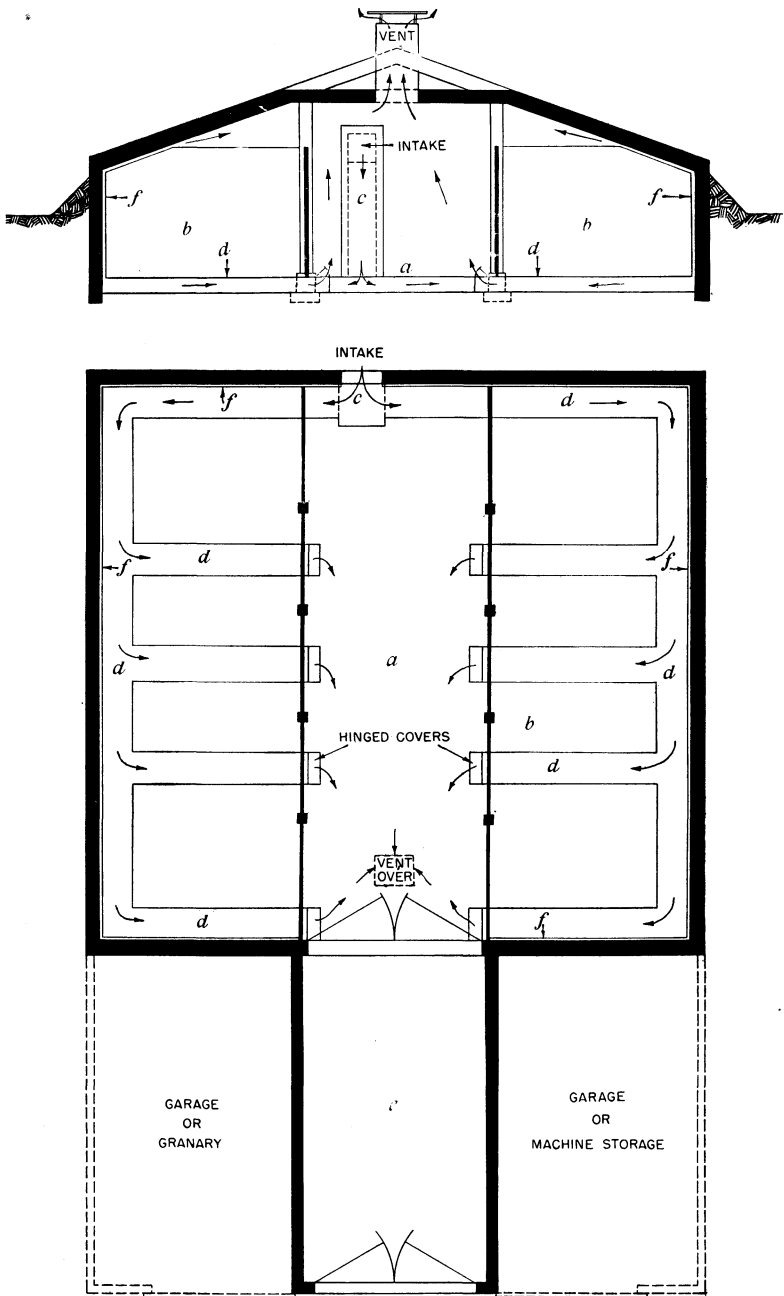 VENT
INTAKE
c
f
f
b
b
d
a
d
INTAKE
c
f
d
d
f
f
a
d
d
b
HINGED COVERS
d
VENT
OVER
d
f
GARAGE
OR
GRANARY
e
GARAGE
OR
MACHINE STORAGE